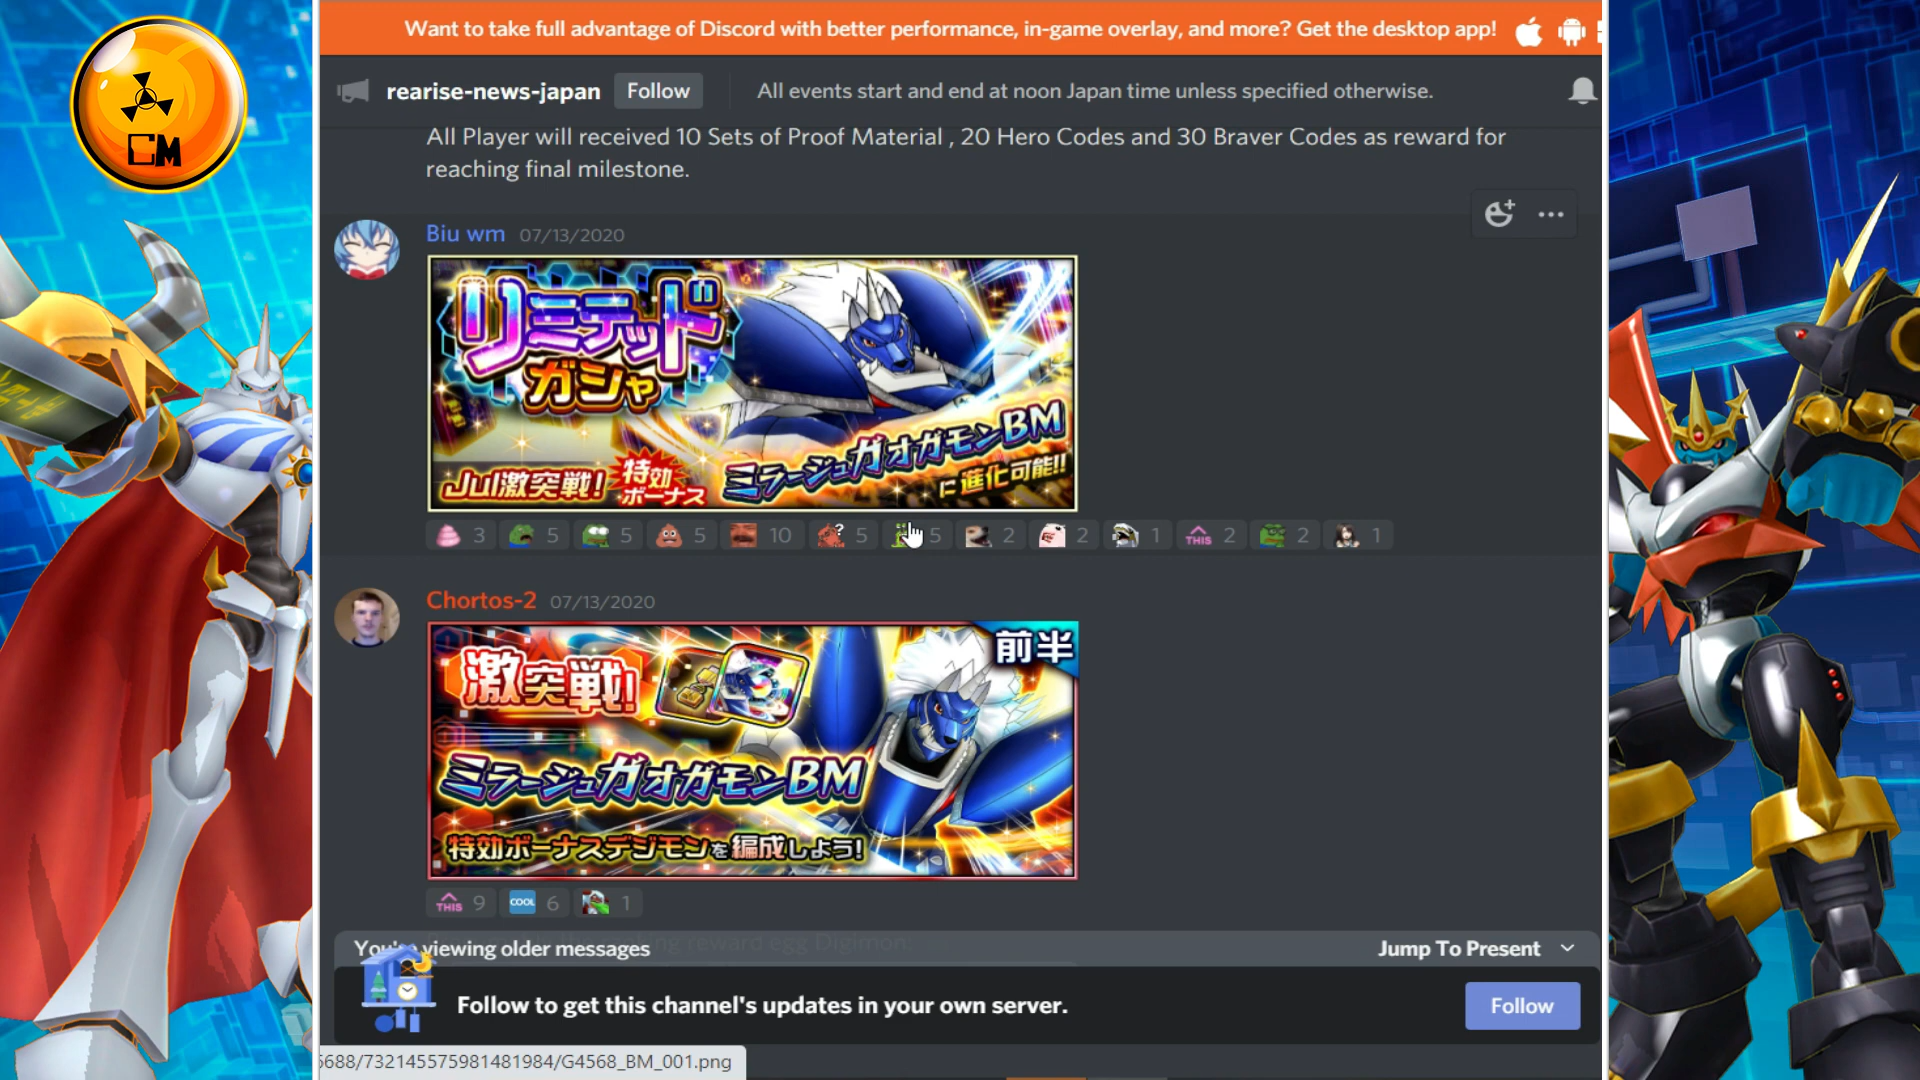 Want to take full advantage of Discord with better performance, in-game overlay, and more? Get the desktop app!
CM
rearise-news-japan
Follow
All events start and end at noon Japan time unless specified otherwise.
All Player will received 10 Sets of Proof Material , 20 Hero Codes and 30 Braver Codes as reward for
reaching final milestone.
Biu wm 07/13/2020
リミテッド
ガシャ
Jul激突戦! 特効ボーナス
ミラージュガオガモンBM
に進化可能!!
3 5 5 5 10 5 5 2 2 1 THIS 2 2 1
Chortos-2 07/13/2020
前半
激突戦!
ミラージュガオガモンBM
特効ボーナスデジモンを編成しよう!
THIS 9 COOL 6 1
You're viewing older messages
Jump To Present
Follow to get this channel's updates in your own server.
Follow
688/732145575981481984/G4568_BM_001.png